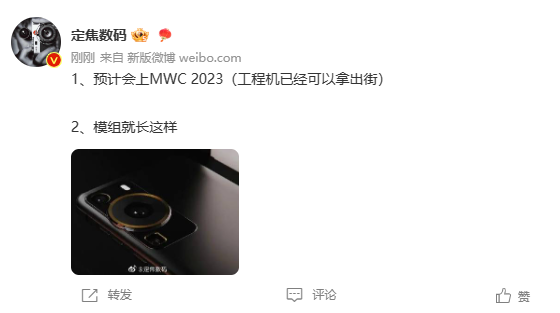 定焦数码
刚刚 来自 新版微博 weibo.com
1、预计会上MWC 2023（工程机已经可以拿出街）
2、模组就长这样
转发
评论
赞